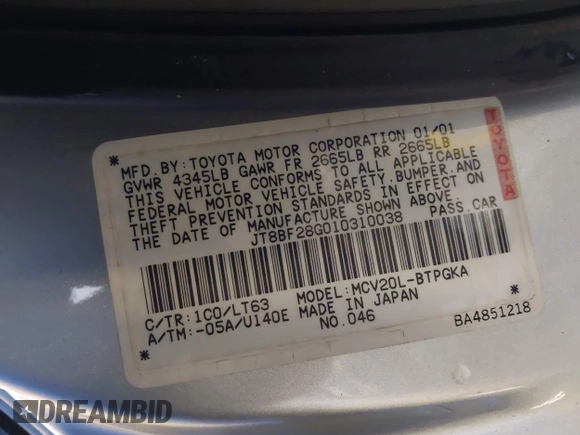 MFD. BY: TOYOTA MOTOR CORPORATION 01/01
GVWR 4345LB GAWR FR 2665LB RR 2665LB
THIS VEHICLE CONFORMS TO ALL APPLICABLE
FEDERAL MOTOR VEHICLE SAFETY, BUMPER, AND
THEFT PREVENTION STANDARDS IN EFFECT ON
THE DATE OF MANUFACTURE SHOWN ABOVE.
JT8BF28G010310038 PASS. CAR
TOYOTA
C/TR: 1C0/LT63 MODEL: MCV20L-BTPGKA
A/TM: -05A/U140E MADE IN JAPAN
NO. 046
BA4851218
DREAMBID